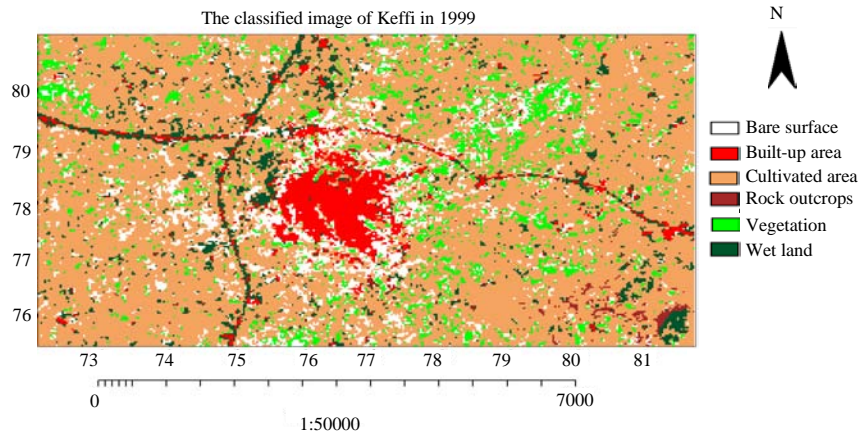 The classified image of Keffi in 1999
N
80
79
78
77
76
Bare surface
Built-up area
Cultivated area
Rock outcrops
Vegetation
Wet land
73 74 75 76 77 78 79 80 81
0 7000
1:50000